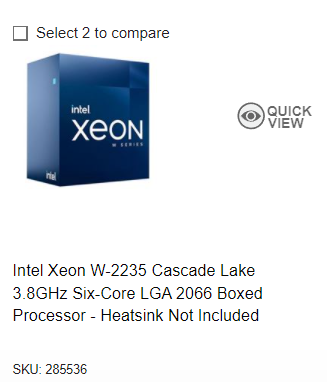 Select 2 to compare
intel
xeon
W SERIES
intel
QUICK
VIEW
Intel Xeon W-2235 Cascade Lake
3.8GHz Six-Core LGA 2066 Boxed
Processor - Heatsink Not Included
SKU: 285536